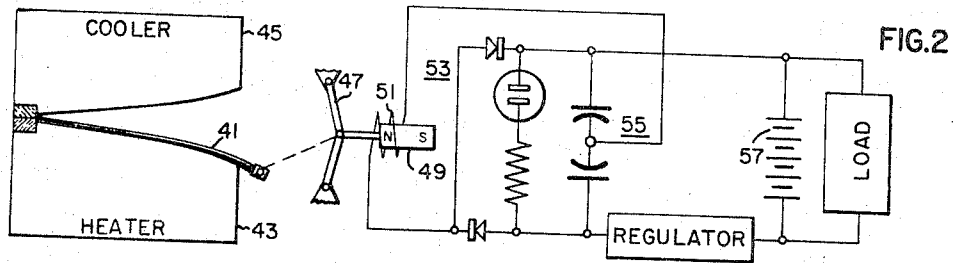 COOLER
45
FIG.2
53
51
47
N S
49
55
41
57
LOAD
HEATER
43
REGULATOR